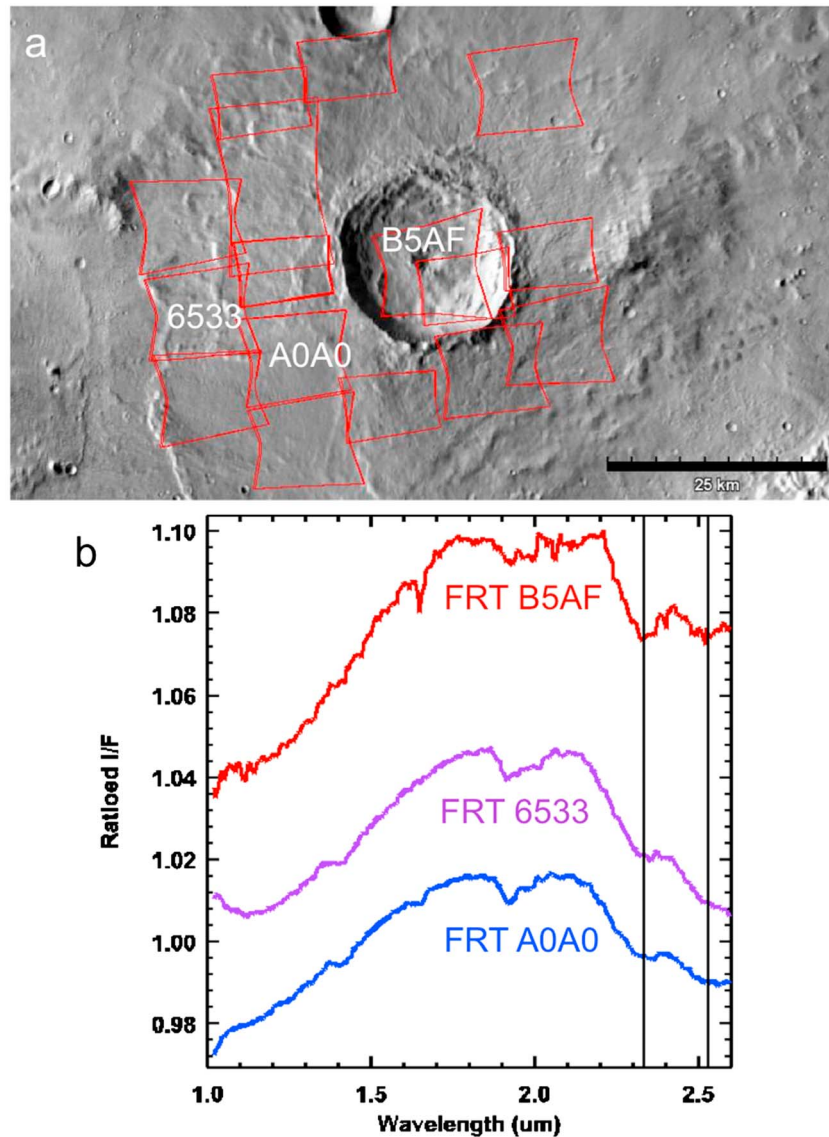 a
B5AF
6533
A0A0
25 km
b
1.10
1.08
1.06
1.04
1.02
1.00
0.98
Ratioed I/F
FRT B5AF
FRT 6533
FRT A0A0
1.0 1.5 2.0 2.5
Wavelength (um)